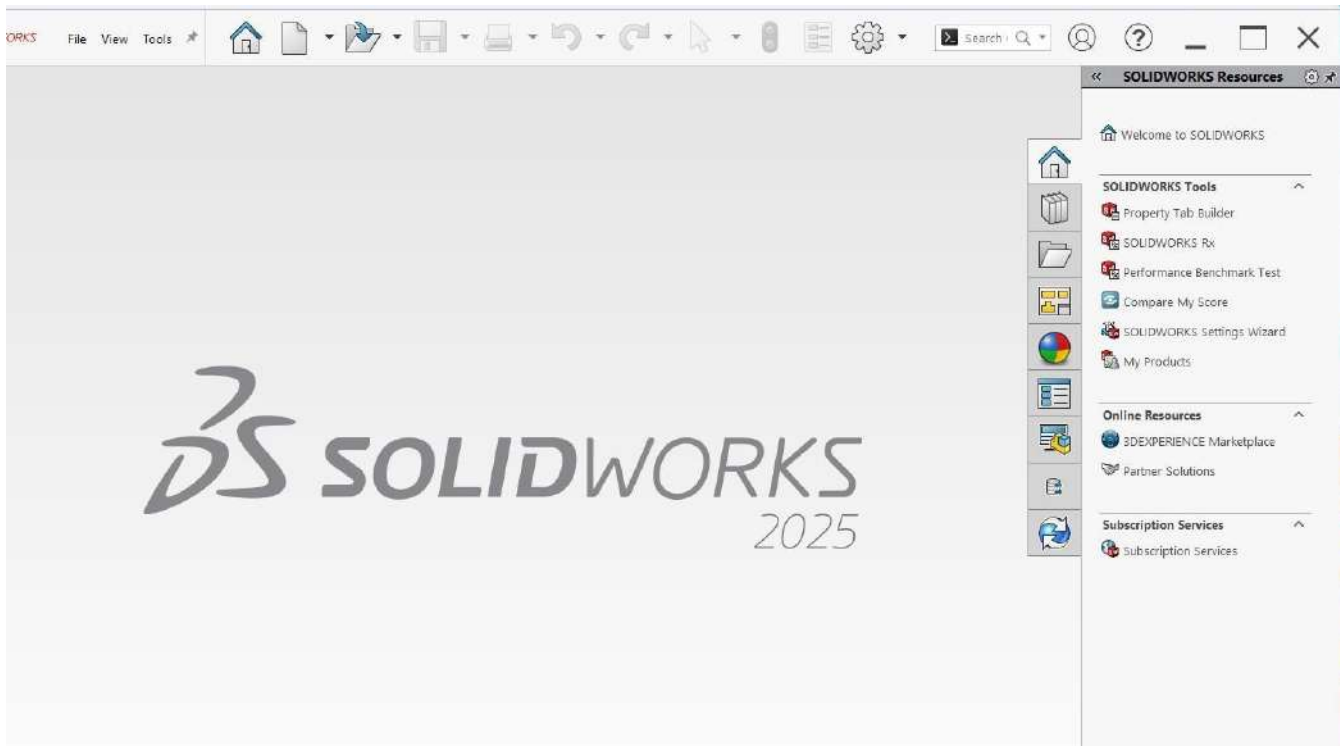 ORKS File View Tools Search
SOLIDWORKS Resources
Welcome to SOLIDWORKS
SOLIDWORKS Tools
Property Tab Builder
SOLIDWORKS Rx
Performance Benchmark Test
Compare My Score
SOLIDWORKS Settings Wizard
My Products
Online Resources
3DEXPERIENCE Marketplace
Partner Solutions
Subscription Services
Subscription Services
SOLIDWORKS
2025